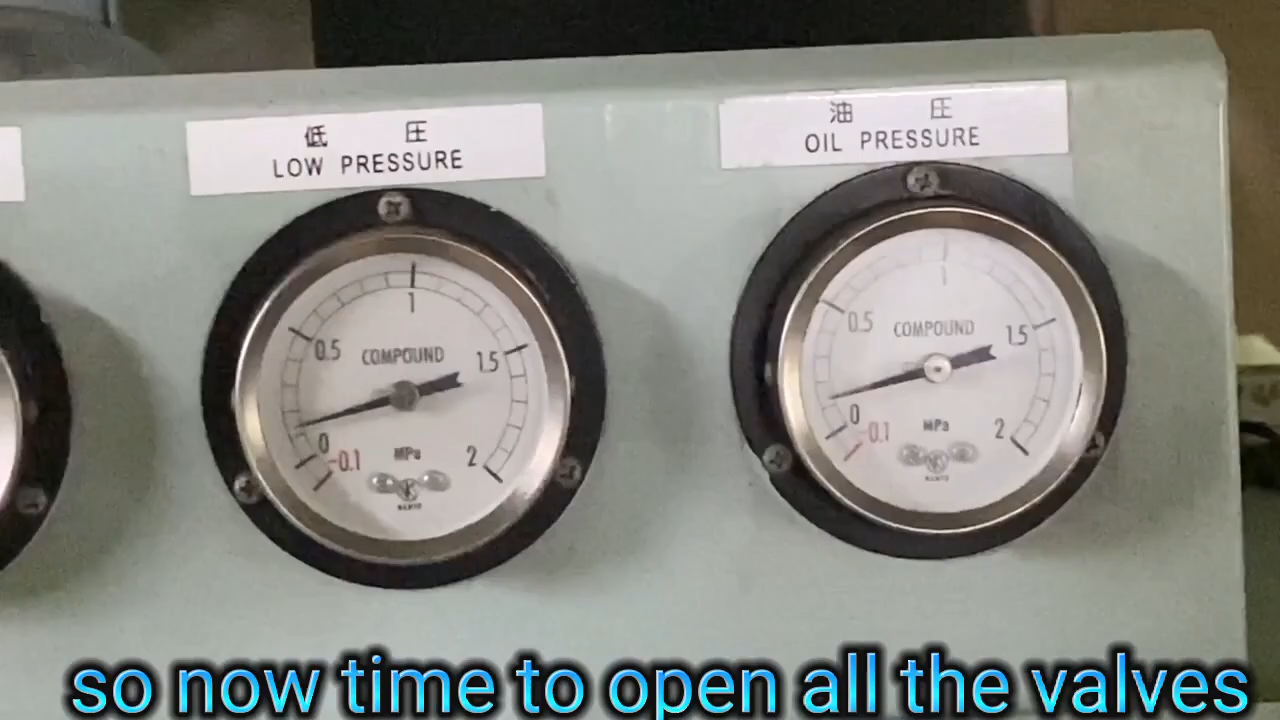 低 圧
LOW PRESSURE
油 圧
OIL PRESSURE
1
0.5
COMPOUND
1.5
0
-0.1
MPa
2
1
0.5
COMPOUND
1.5
0
-0.1
MPa
2
so now time to open all the valves